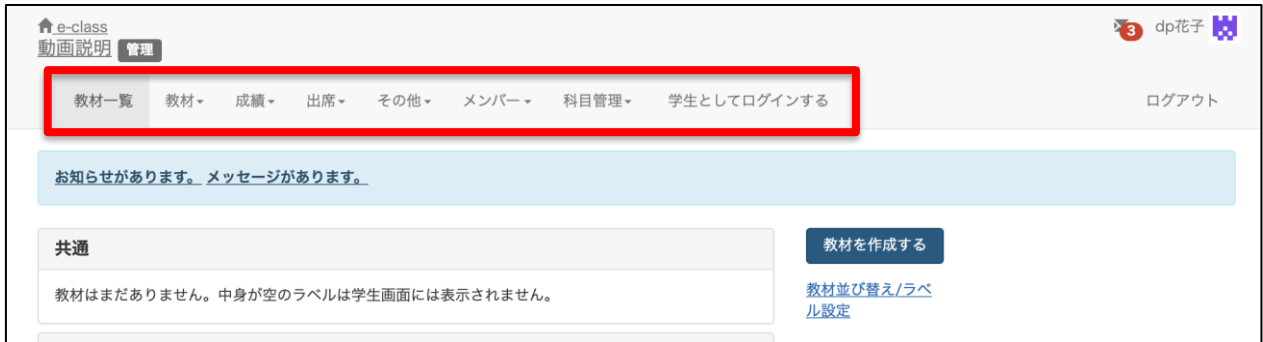 e-class
動画説明 管理
3 dp花子
教材一覧 教材 成績 出席 その他 メンバー 科目管理 学生としてログインする ログアウト
お知らせがあります。 メッセージがあります。
共通
教材を作成する
教材はまだありません。中身が空のラベルは学生画面には表示されません。
教材並び替え/ラベ
ル設定